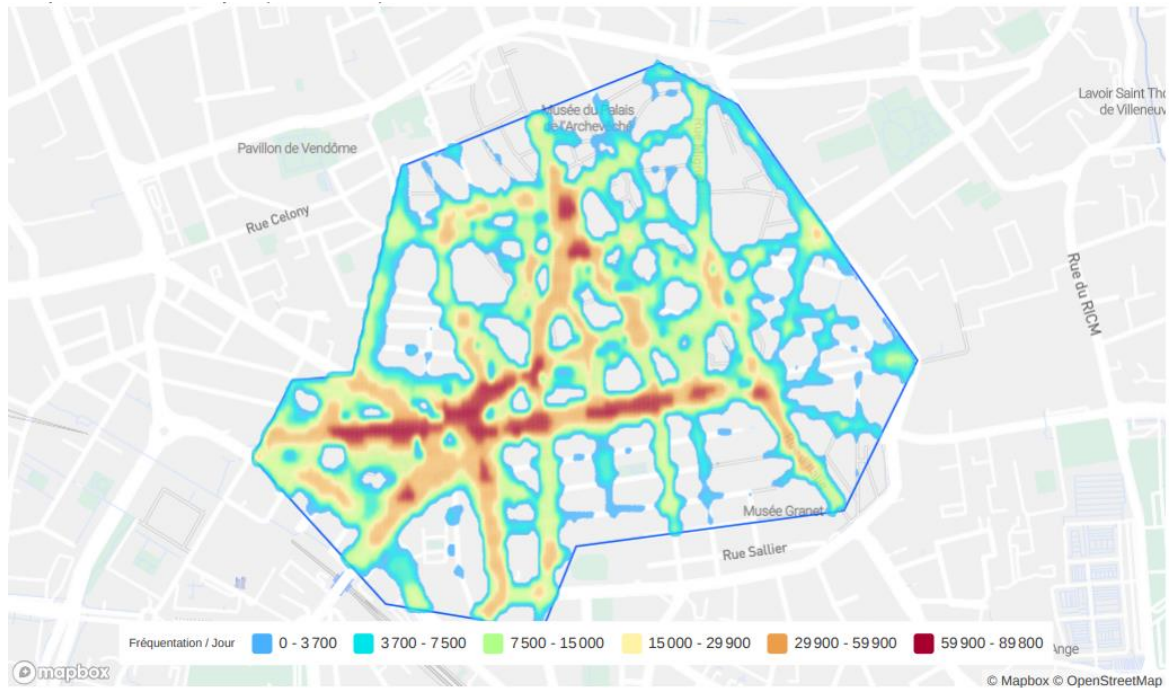 Musée du Palais
de l'Archevêché
Lavoir Saint Tho
de Villeneuv
Pavillon de Vendôme
Rue Celony
Rue du RICM
Musée Granet
Rue Sallier
Fréquentation / Jour
0 - 3 700
3 700 - 7 500
7 500 - 15 000
15 000 - 29 900
29 900 - 59 900
59 900 - 89 800
Ange
mapbox
© Mapbox © OpenStreetMap